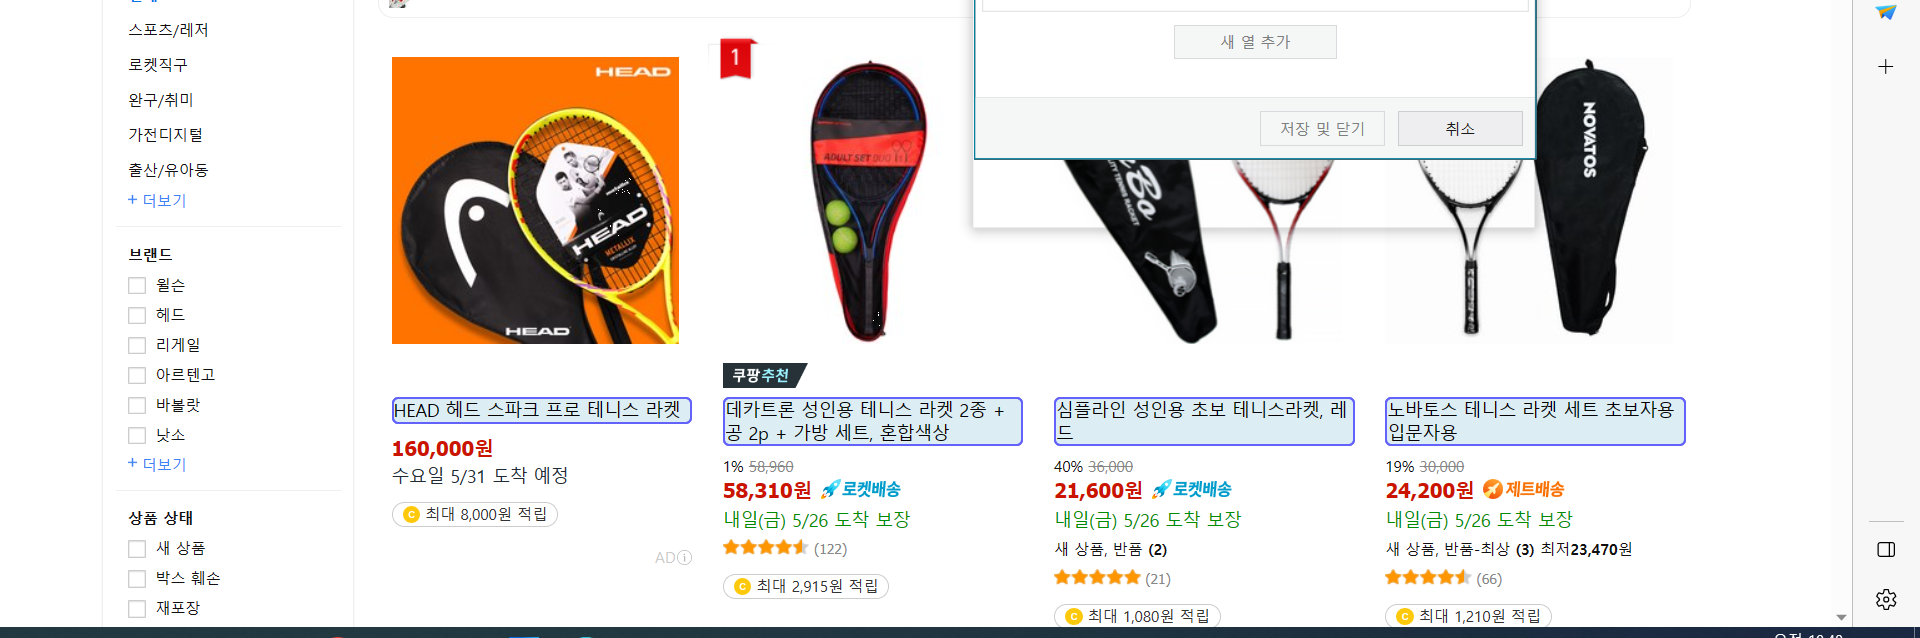 스포츠/레저
로켓직구
완구/취미
가전디지털
출산/유아동
+ 더보기
브랜드
윌슨
헤드
리게일
아르텐고
바볼랏
낫소
+ 더보기
상품 상태
새 상품
박스 훼손
재포장
새 열 추가
저장 및 닫기
취소
HEAD
HEAD
METALLIX
HEAD
HEAD 헤드 스파크 프로 테니스 라켓
160,000원
수요일 5/31 도착 예정
최대 8,000원 적립
AD
1
ADULT SET DUO
쿠팡추천
데카트론 성인용 테니스 라켓 2종 +
공 2p + 가방 세트, 혼합색상
1% 58,960
58,310원 로켓배송
내일(금) 5/26 도착 보장
(122)
최대 2,915원 적립
Bo
TENNIS RACKET
심플라인 성인용 초보 테니스라켓, 레
드
40% 36,000
21,600원 로켓배송
내일(금) 5/26 도착 보장
새 상품, 반품 (2)
(21)
최대 1,080원 적립
NOVATOS
노바토스 테니스 라켓 세트 초보자용
입문자용
19% 30,000
24,200원 제트배송
내일(금) 5/26 도착 보장
새 상품, 반품-최상 (3) 최저23,470원
(66)
최대 1,210원 적립